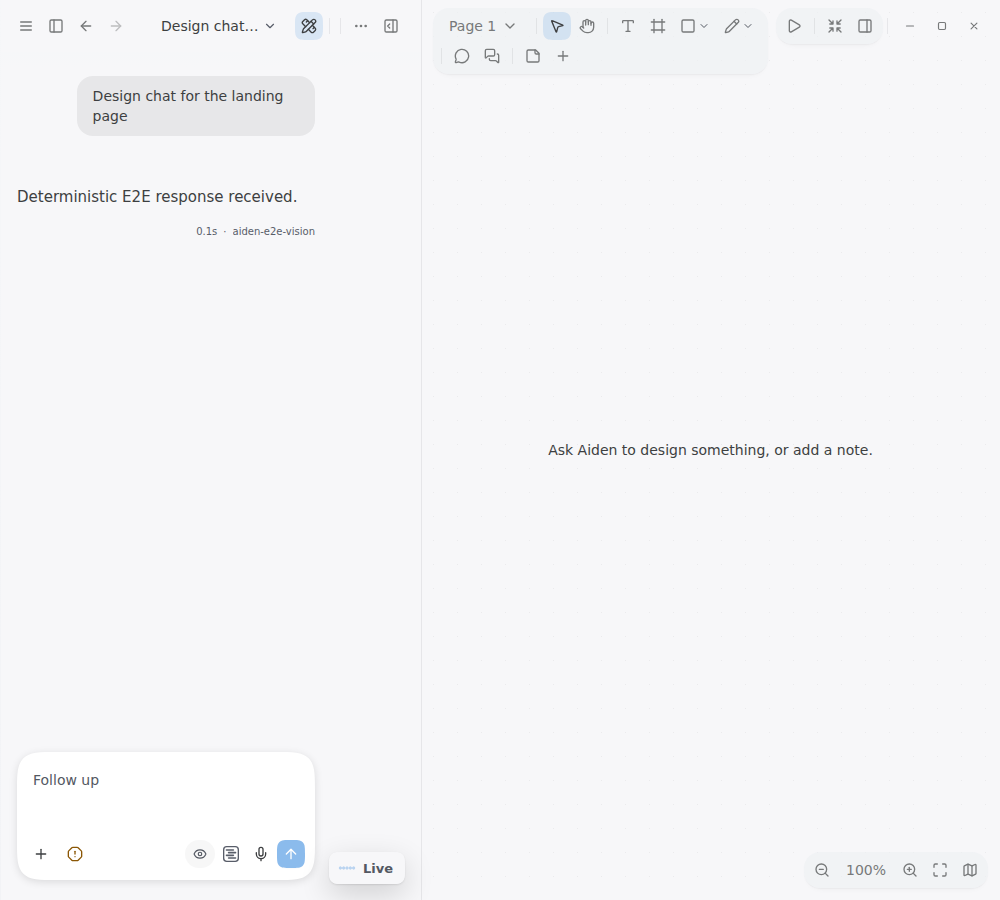 Design chat...
Page 1
Design chat for the landing
page
Deterministic E2E response received.
0.1s · aiden-e2e-vision
Ask Aiden to design something, or add a note.
Follow up
Live
100%